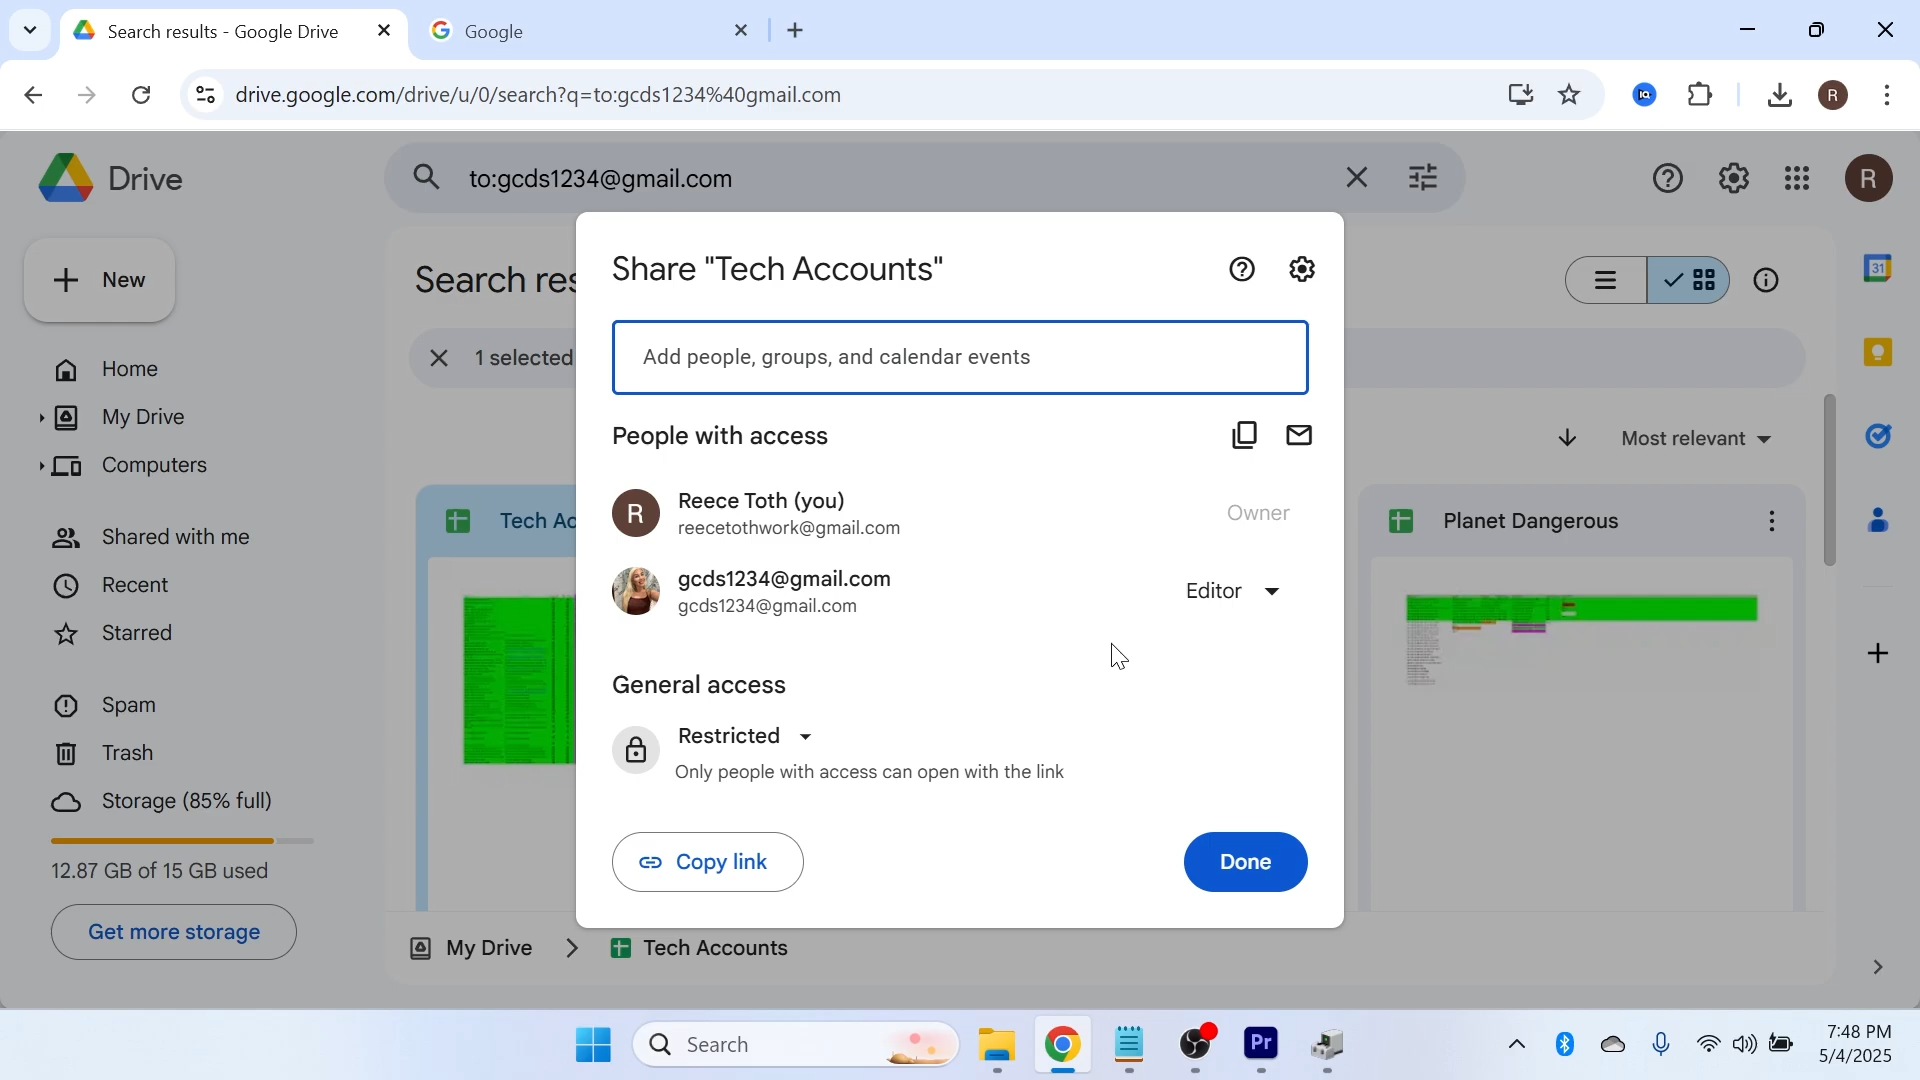 Search results - Google Drive
Google
drive.google.com/drive/u/0/search?q=to:gcds1234%40gmail.com
R
Drive
to:gcds1234@gmail.com
R
New
Search res
Share "Tech Accounts"
31
1 selected
Add people, groups, and calendar events
Home
My Drive
Computers
People with access
Most relevant
Reece Toth (you)
R
reecetothwork@gmail.com
Owner
Tech Ac
Planet Dangerous
Shared with me
Recent
Starred
gcds1234@gmail.com
gcds1234@gmail.com
Editor
Spam
Trash
Storage (85% full)
12.87 GB of 15 GB used
Get more storage
General access
Restricted
Only people with access can open with the link
Copy link
Done
My Drive
Tech Accounts
Search
Pr
7:48 PM
5/4/2025